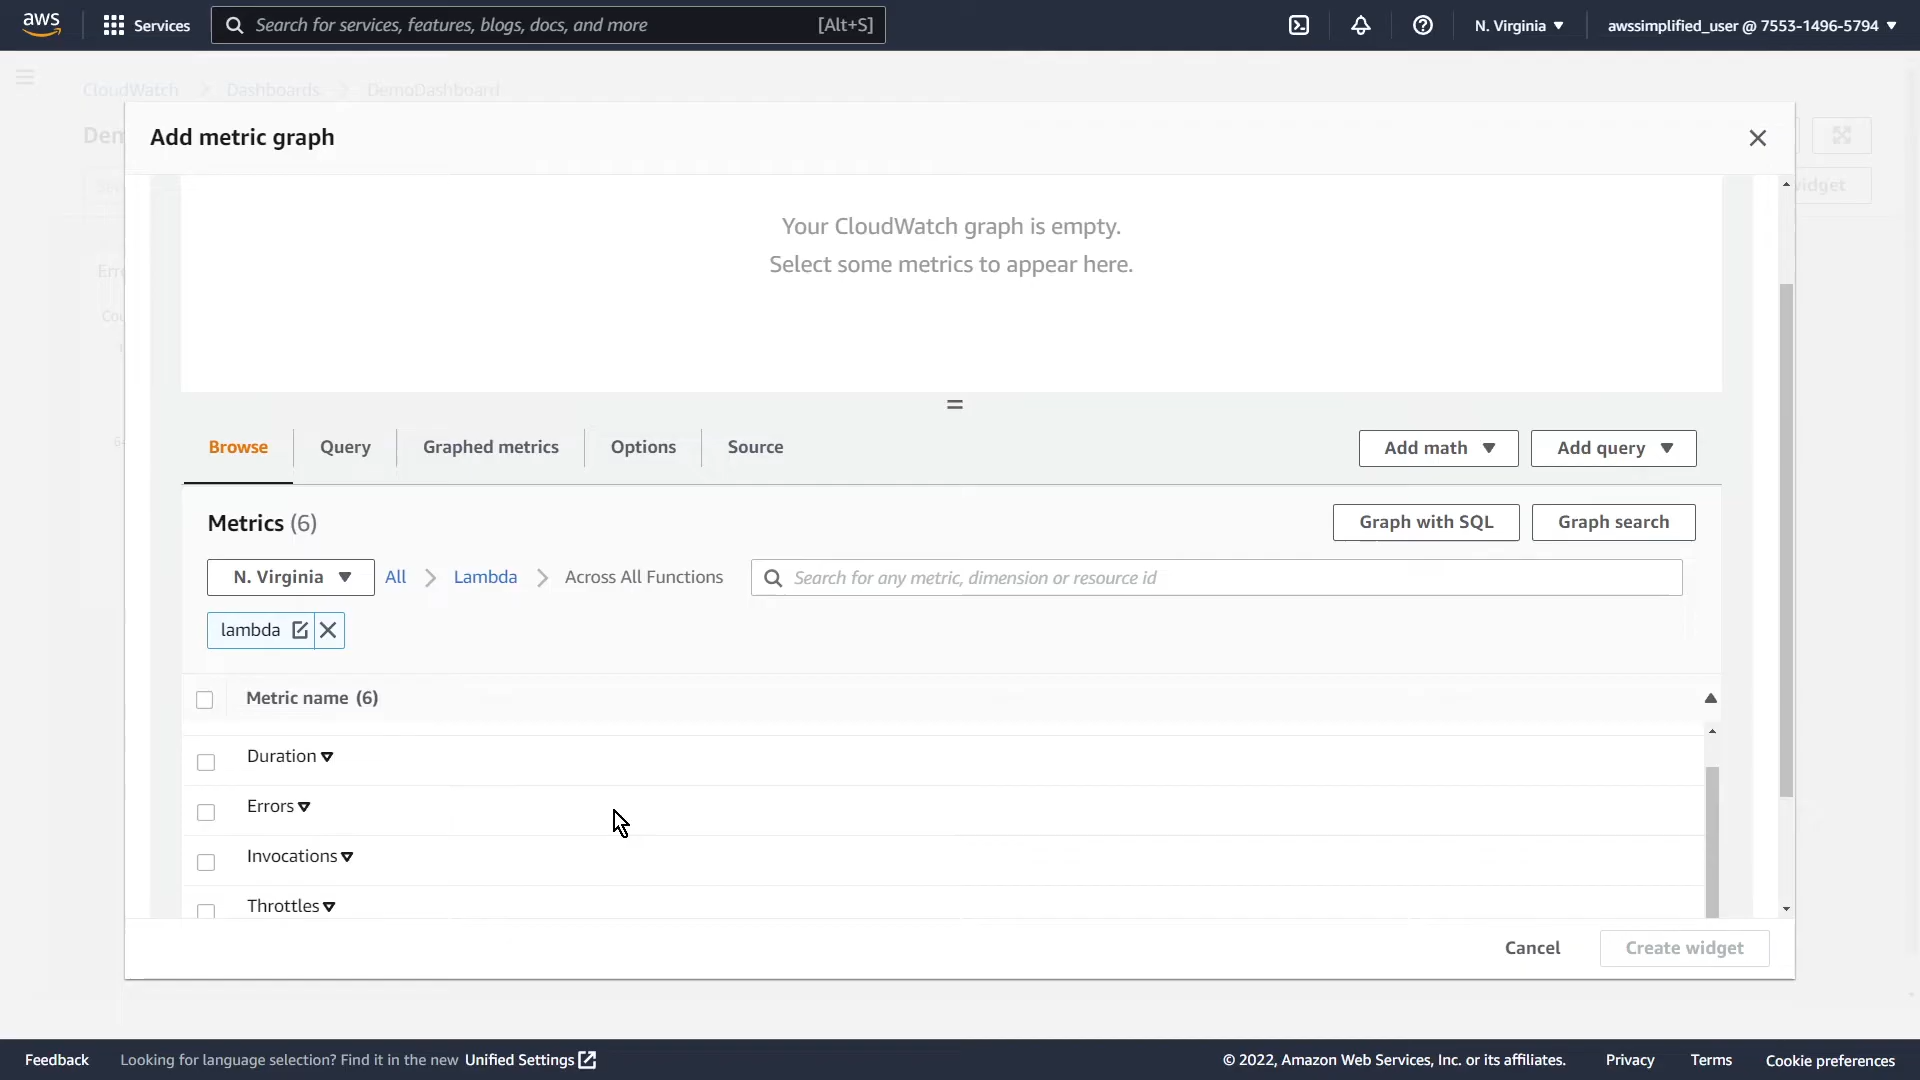 aws
Services
Search for services, features, blogs, docs, and more
[Alt+S]
N. Virginia
awssimplified_user @ 7553-1496-5794
CloudWatch
Dashboards
DemoDashboard
Add metric graph
Your CloudWatch graph is empty.
Select some metrics to appear here.
Browse
Query
Graphed metrics
Options
Source
Add math
Add query
Metrics (6)
Graph with SQL
Graph search
N. Virginia
All
Lambda
Across All Functions
Search for any metric, dimension or resource id
lambda
Metric name (6)
Duration
Errors
Invocations
Throttles
Cancel
Create widget
Feedback
Looking for language selection? Find it in the new Unified Settings
© 2022, Amazon Web Services, Inc. or its affiliates.
Privacy
Terms
Cookie preferences